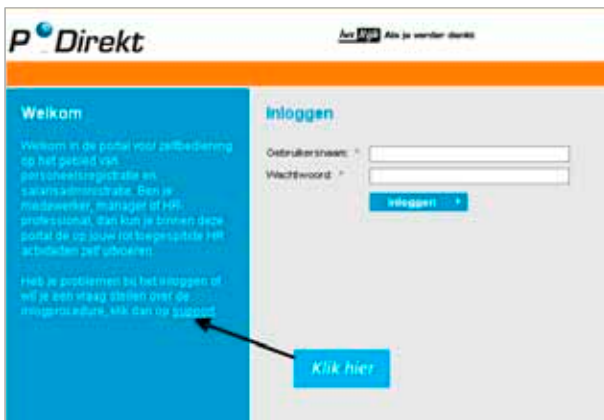 P Direkt
het Rijk Als je verder denkt
Welkom
Welkom in de portal voor zelfbediening
op het gebied van
personeelsregistratie en
salarisadministratie. Ben je
medewerker, manager of HR-
professional, dan kun je binnen deze
portal de op jouw rol toegespitste HR
activiteiten zelf uitvoeren.
Heb je problemen bij het inloggen of
wil je een vraag stellen over de
inlogprocedure, klik dan op support
Inloggen
Gebruikersnaam: *
Wachtwoord: *
Inloggen
Klik hier